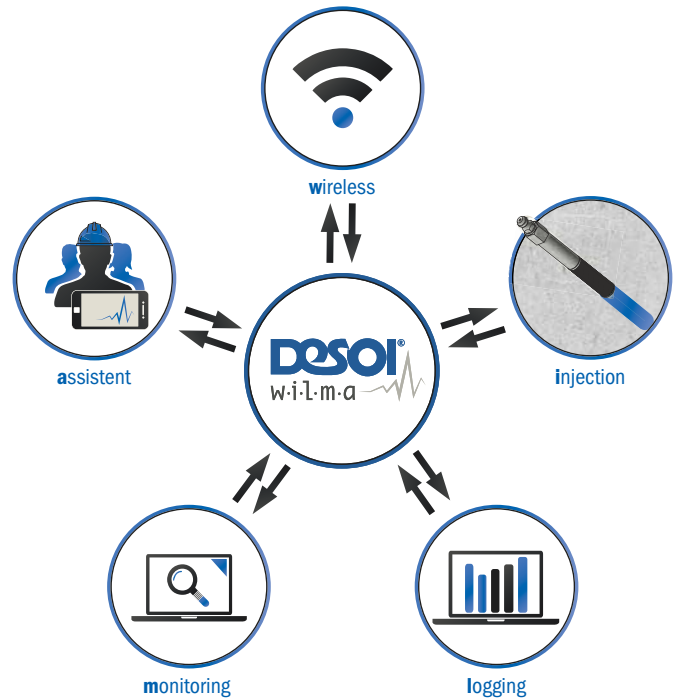 wireless
assistent
injection
DESOI®
w·i·l·m·a
monitoring
logging